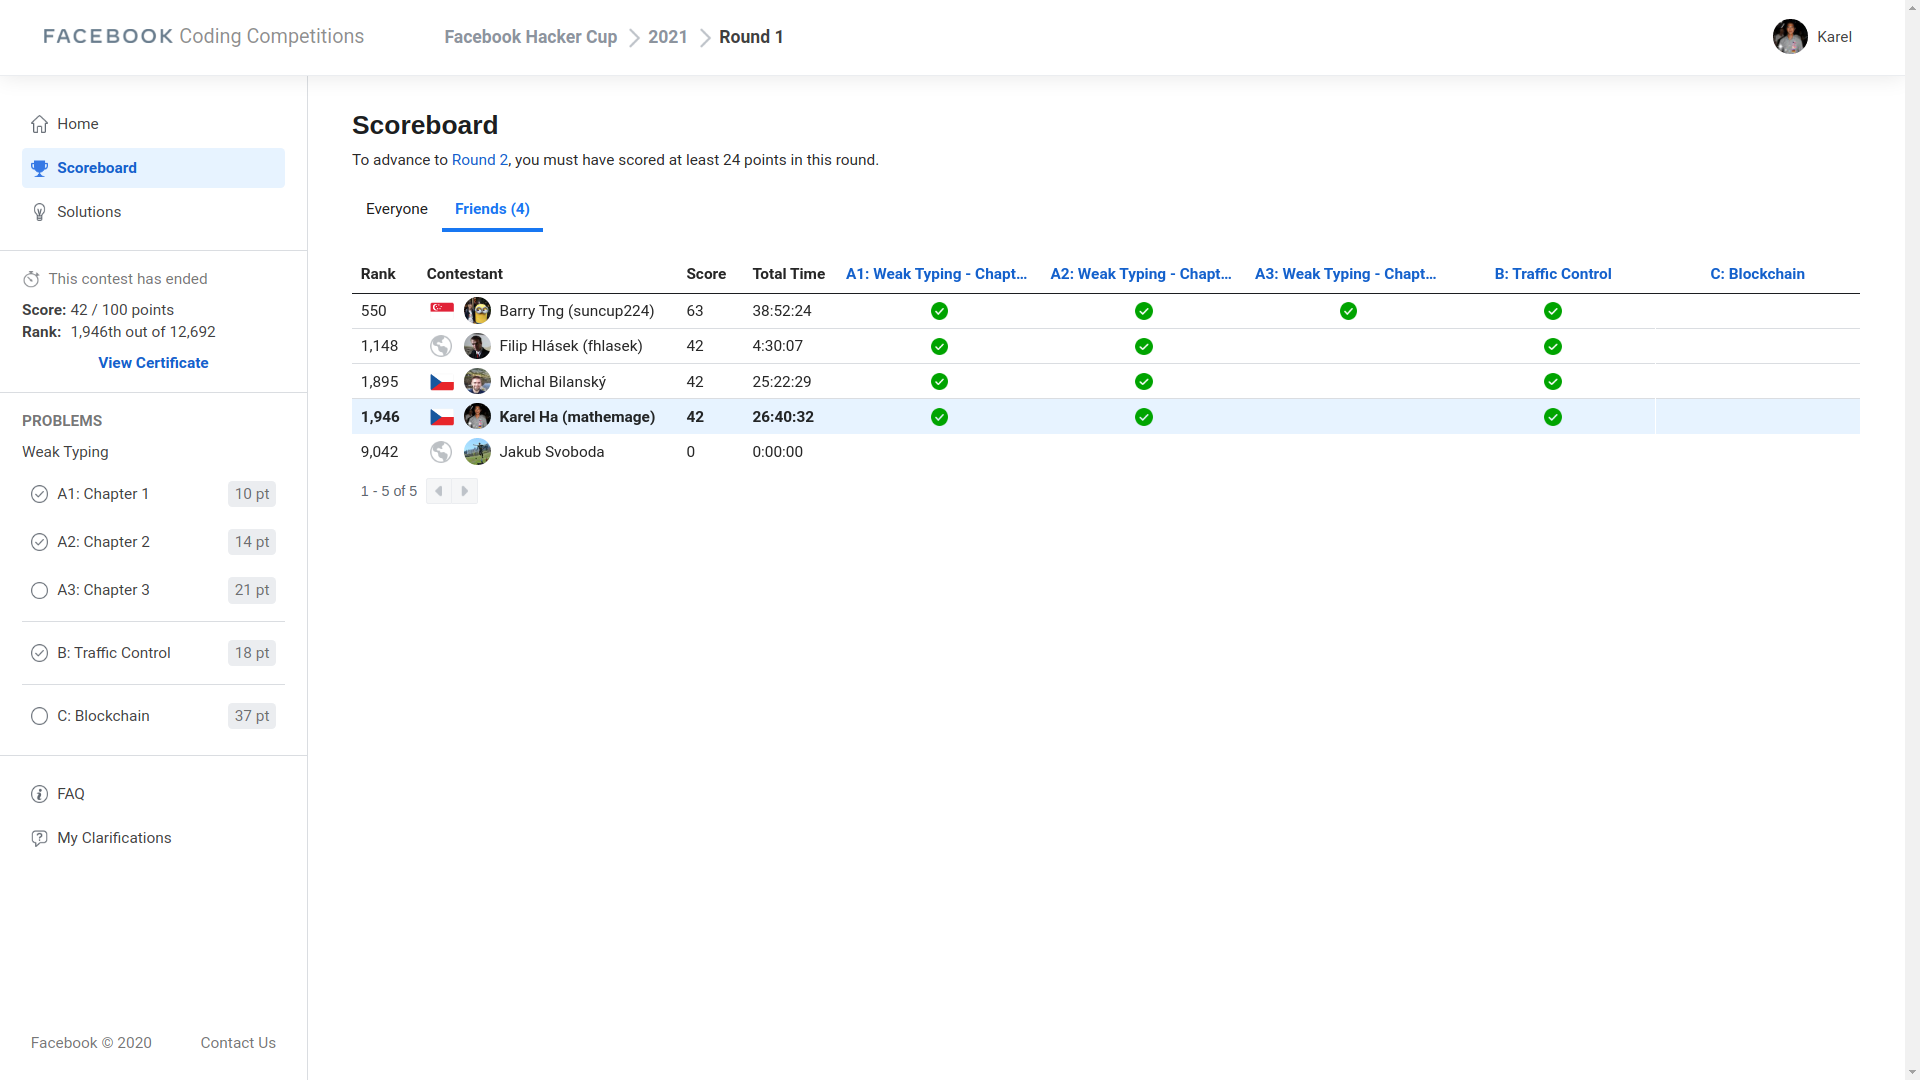 FACEBOOK Coding Competitions
Facebook Hacker Cup 2021 Round 1
Karel
Home
Scoreboard
Solutions
This contest has ended
Score: 42 / 100 points
Rank: 1,946th out of 12,692
View Certificate
PROBLEMS
Weak Typing
A1: Chapter 1 10 pt
A2: Chapter 2 14 pt
A3: Chapter 3 21 pt
B: Traffic Control 18 pt
C: Blockchain 37 pt
FAQ
My Clarifications
Facebook © 2020 Contact Us
Scoreboard
To advance to Round 2, you must have scored at least 24 points in this round.
Everyone Friends (4)
Rank Contestant Score Total Time A1: Weak Typing - Chapt... A2: Weak Typing - Chapt... A3: Weak Typing - Chapt... B: Traffic Control C: Blockchain
550 Barry Tng (suncup224) 63 38:52:24
1,148 Filip Hlásek (fhlasek) 42 4:30:07
1,895 Michal Bilanský 42 25:22:29
1,946 Karel Ha (mathemage) 42 26:40:32
9,042 Jakub Svoboda 0 0:00:00
1 - 5 of 5